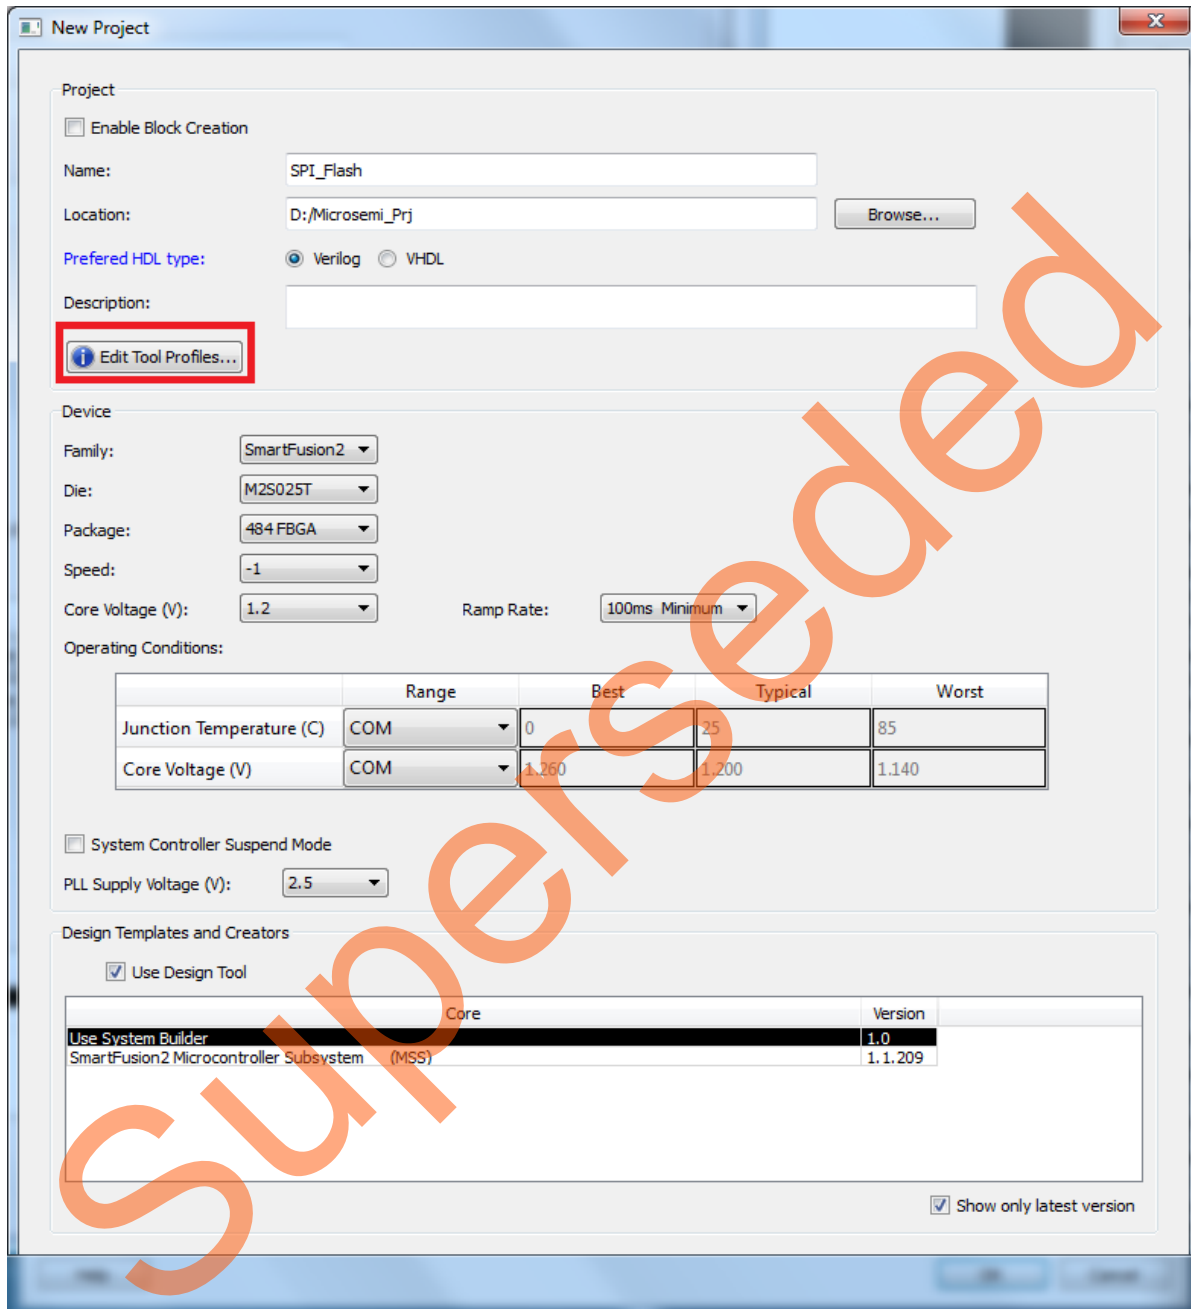 New Project
Project
Enable Block Creation
Name: SPI_Flash
Location: D:/Microsemi_Prj Browse...
Prefered HDL type: Verilog VHDL
Description:
Edit Tool Profiles...
Device
Family: SmartFusion2
Die: M2S025T
Package: 484 FBGA
Speed: -1
Core Voltage (V): 1.2 Ramp Rate: 100ms Minimum
Operating Conditions:
Range Best Typical Worst
Junction Temperature (C) COM 0 25 85
Core Voltage (V) COM 1.260 1.200 1.140
System Controller Suspend Mode
PLL Supply Voltage (V): 2.5
Design Templates and Creators
Use Design Tool
Core Version
Use System Builder 1.0
SmartFusion2 Microcontroller Subsystem (MSS) 1.1.209
Show only latest version
Help OK Cancel
Superseded